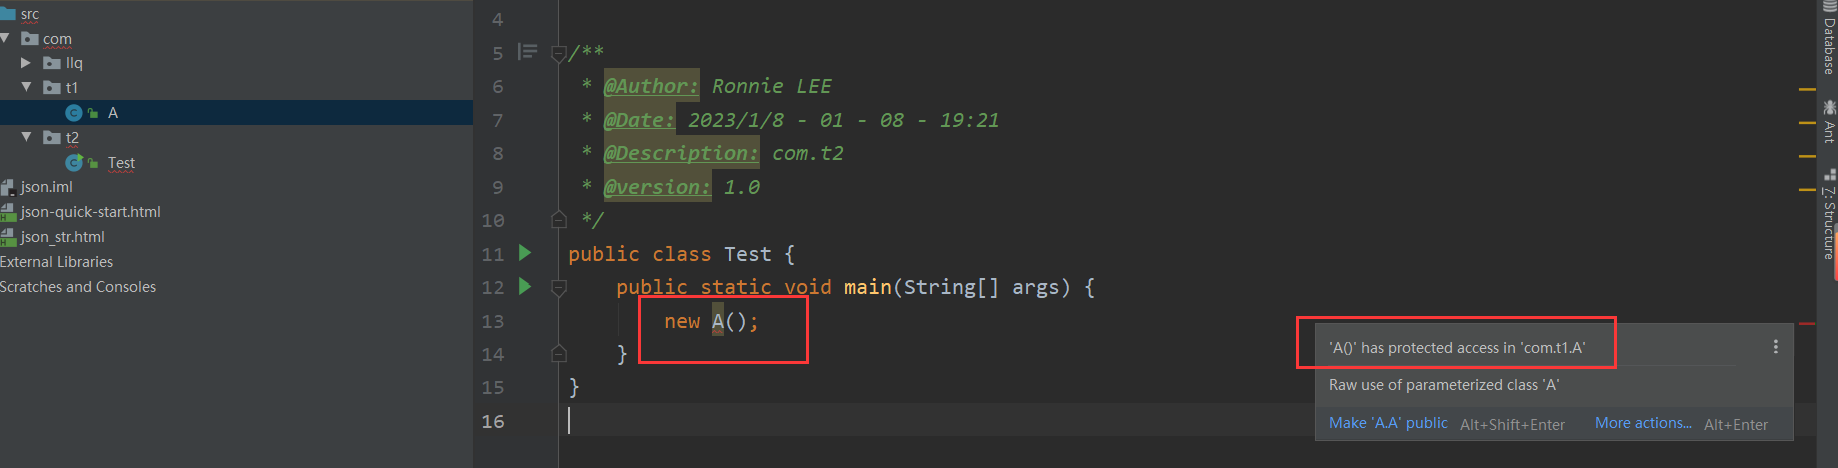 src
com
llq
t1
A
t2
Test
json.iml
json-quick-start.html
json_str.html
External Libraries
Scratches and Consoles
4
5 /**
6 * @Author: Ronnie LEE
7 * @Date: 2023/1/8 - 01 - 08 - 19:21
8 * @Description: com.t2
9 * @version: 1.0
10 */
11 public class Test {
12 public static void main(String[] args) {
13 new A();
14 }
15 }
16
'A()' has protected access in 'com.t1.A'
Raw use of parameterized class 'A'
Make 'A.A' public Alt+Shift+Enter More actions... Alt+Enter
Database
Ant
7: Structure